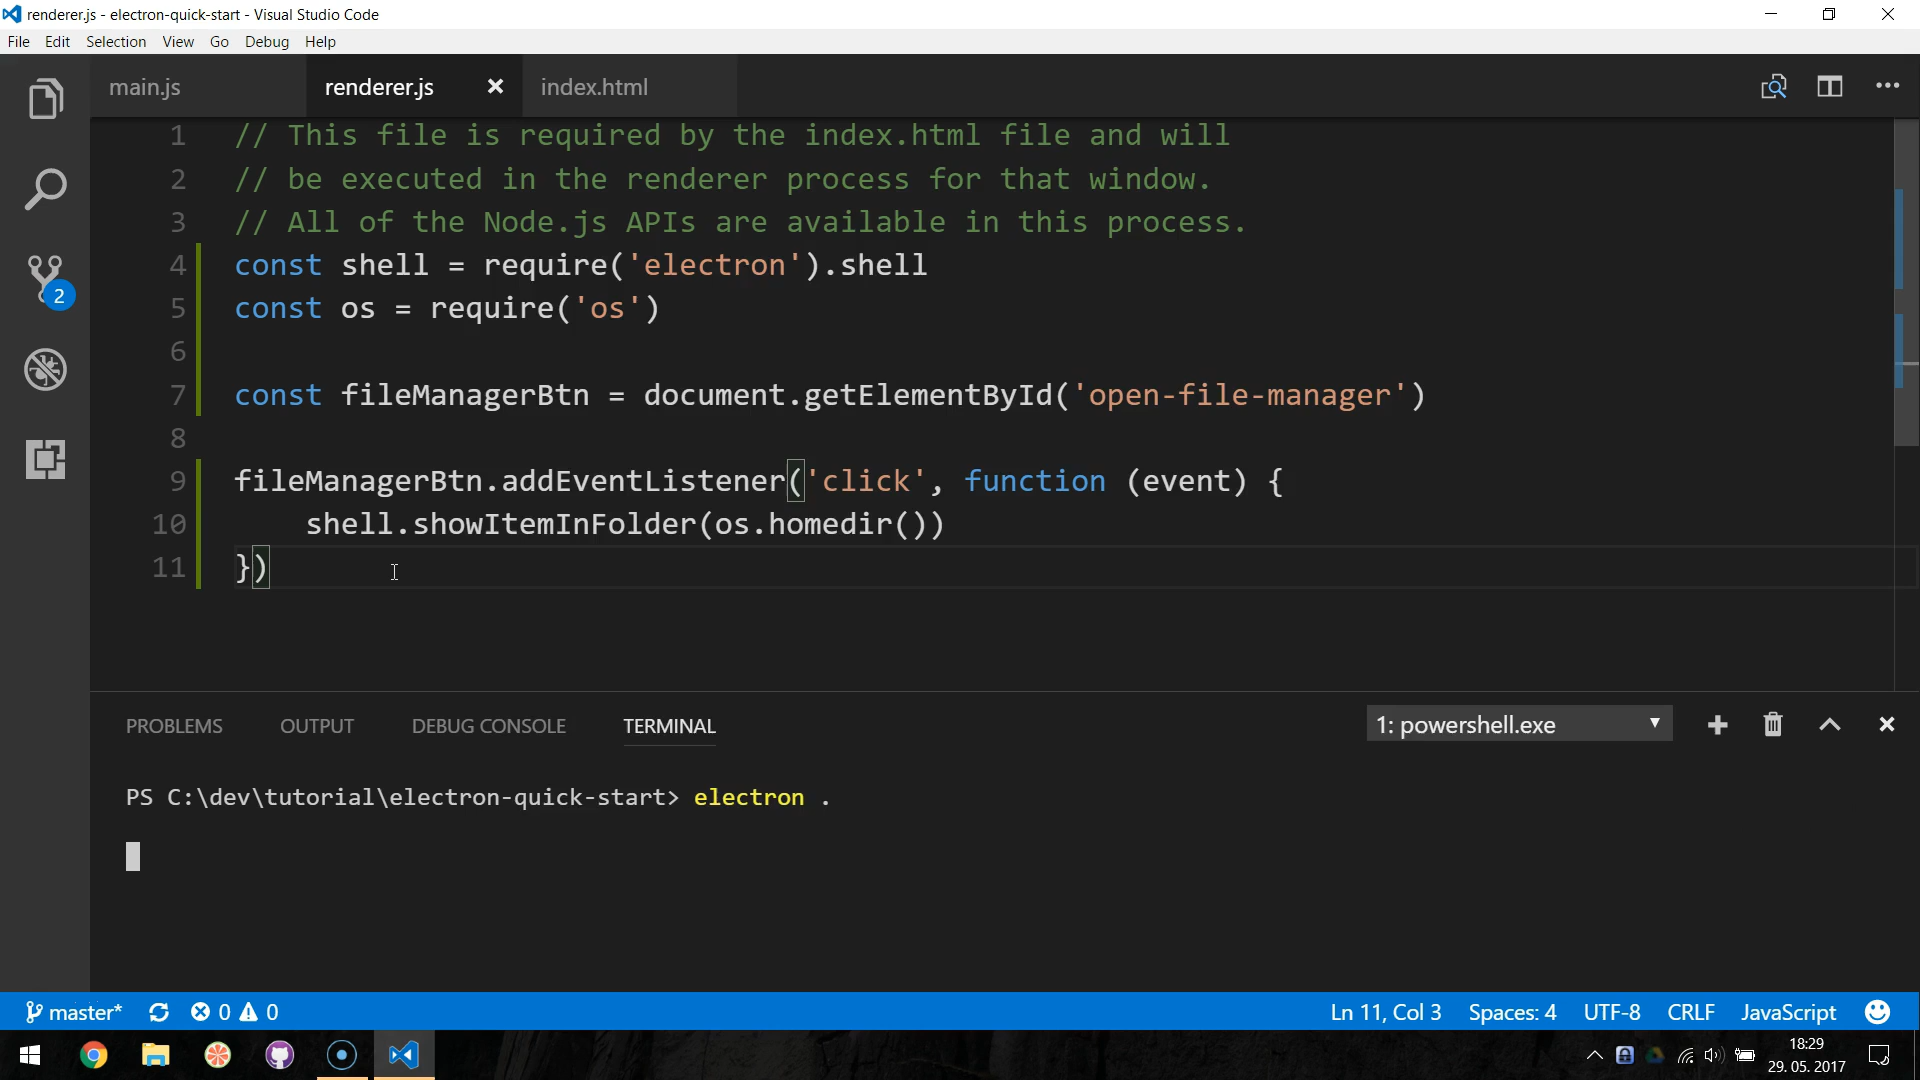 renderer.js - electron-quick-start - Visual Studio Code
File Edit Selection View Go Debug Help
main.js renderer.js index.html
1 // This file is required by the index.html file and will
2 // be executed in the renderer process for that window.
3 // All of the Node.js APIs are available in this process.
4 const shell = require('electron').shell
5 const os = require('os')
6
7 const fileManagerBtn = document.getElementById('open-file-manager')
8
9 fileManagerBtn.addEventListener('click', function (event) {
10 shell.showItemInFolder(os.homedir())
11 })
2
PROBLEMS OUTPUT DEBUG CONSOLE TERMINAL 1: powershell.exe
PS C:\dev\tutorial\electron-quick-start> electron .
master* 0 0 Ln 11, Col 3 Spaces: 4 UTF-8 CRLF JavaScript
18:29
29. 05. 2017